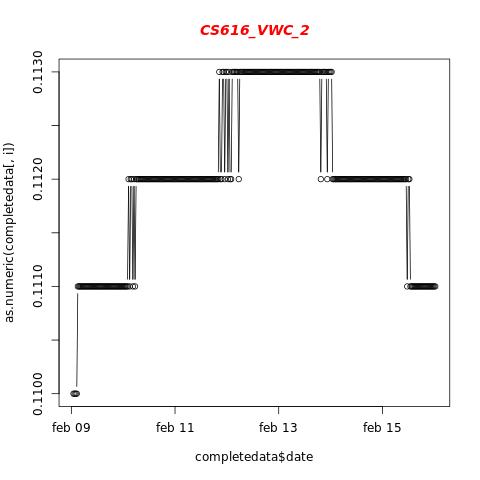 CS616_VWC_2
as.numeric(completedata[, i])
0.1130
0.1120
0.1110
0.1100
feb 09 feb 11 feb 13 feb 15
completedata$date